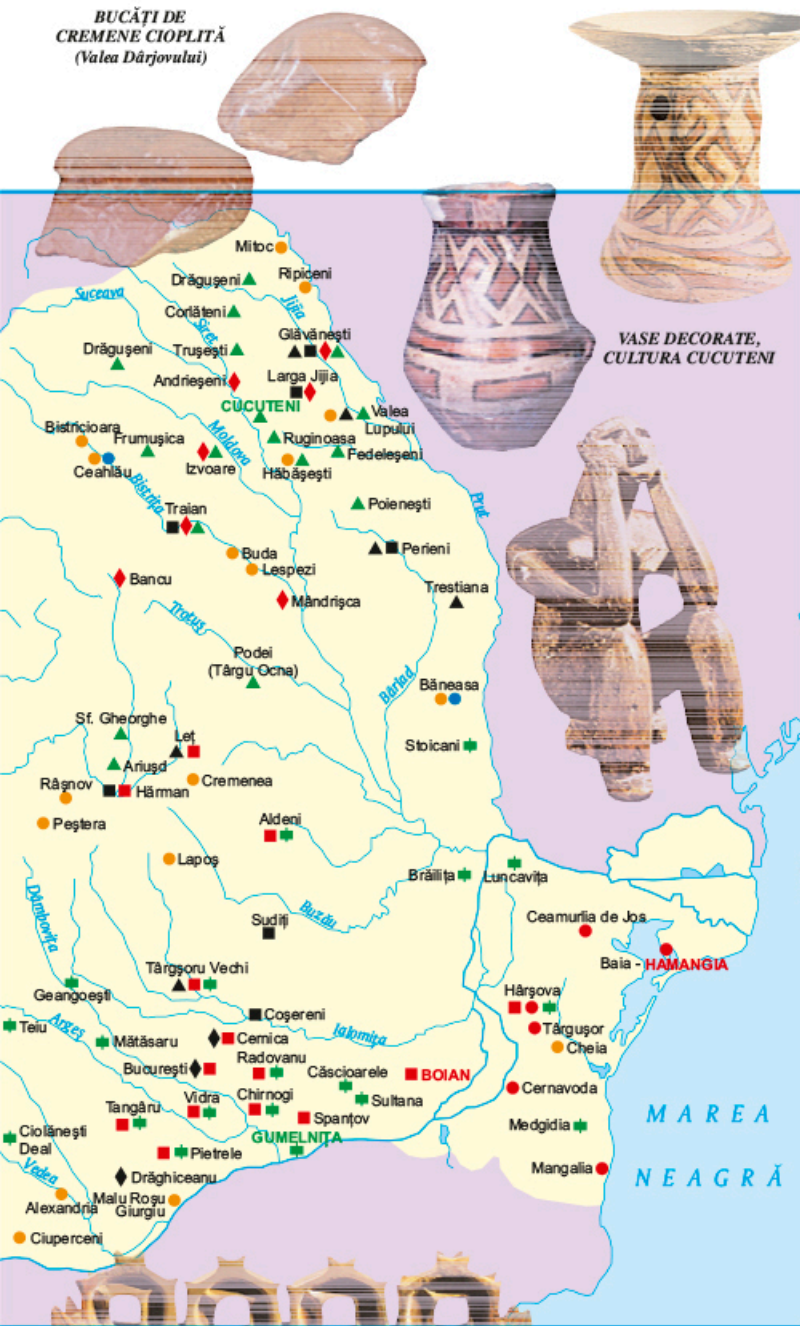 BUCĂȚI DE
CREMENE CIOPLITĂ
(Valea Dârjovului)
VASE DECORATE,
CULTURA CUCUTENI
Mitoc
Drăgușeni
Ripiceni
Suceava
Jijia
Corlăteni
Siret
Glăvănești
Drăgușeni
Trușești
Andrieșeni
Larga Jijia
CUCUTENI
Valea
Lupului
Bistricioara
Frumușica
Moldova
Ruginoasa
Fedeleșeni
Ceahlău
Izvoare
Hăbășești
Bistrița
Prut
Traian
Poienești
Buda
Perieni
Lespezi
Bancu
Trestiana
Mândrișca
Trotuș
Podei
(Târgu Ocna)
Bârlad
Băneasa
Sf. Gheorghe
Leț
Stoicani
Ariușd
Cremenea
Râșnov
Hărman
Peștera
Aldeni
Lapoș
Brăilița
Luncavița
Dâmbovița
Buzău
Sudiți
Ceamurlia de Jos
Baia - HAMANGIA
Târgșoru Vechi
Geangoești
Hârșova
Coșereni
Târgușor
Teiu
Argeș
Ialomița
Mătăsaru
Cernica
Cheia
București
Radovanu
Căscioarele
BOIAN
Cernavoda
Vidra
Chirnogi
Sultana
Tangâru
Spanțov
Medgidia
MAREA
Ciolănești
Deal
GUMELNIȚA
Pietrele
Mangalia
NEAGRĂ
Vedea
Drăghiceanu
Alexandria
Malu Roșu
Giurgiu
Ciuperceni